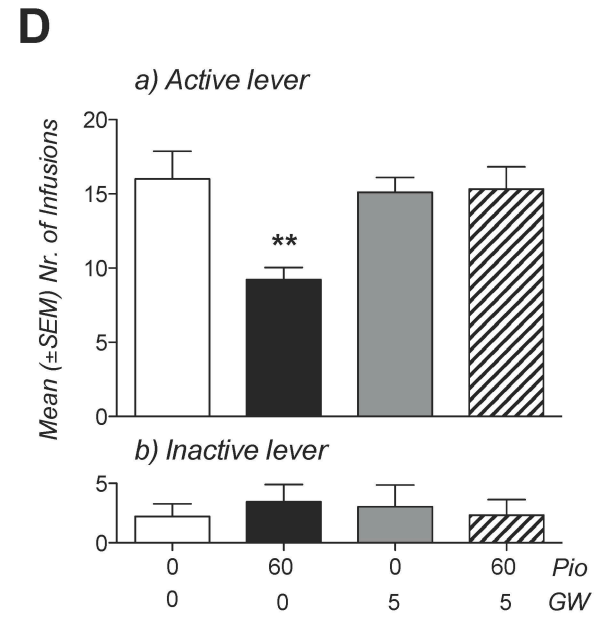 D
a) Active lever
Mean (±SEM) Nr. of Infusions
20
15
10
5
0
**
b) Inactive lever
5
0
0 60 0 60 Pio
0 0 5 5 GW